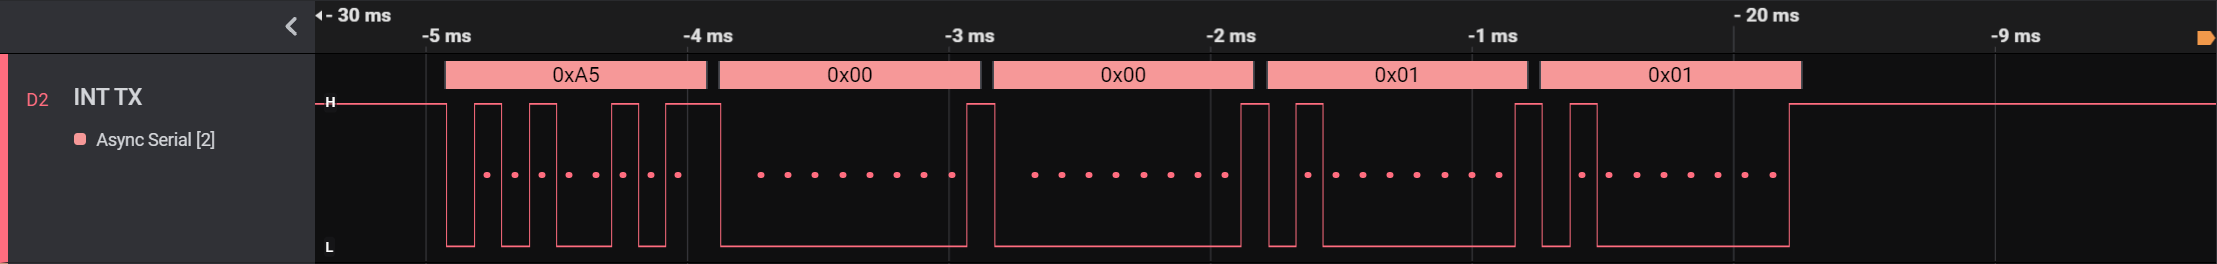 - 30 ms
- 20 ms
-5 ms
-4 ms
-3 ms
-2 ms
-1 ms
-9 ms
0xA5
0x00
0x00
0x01
0x01
D2
INT TX
Async Serial [2]
H
L